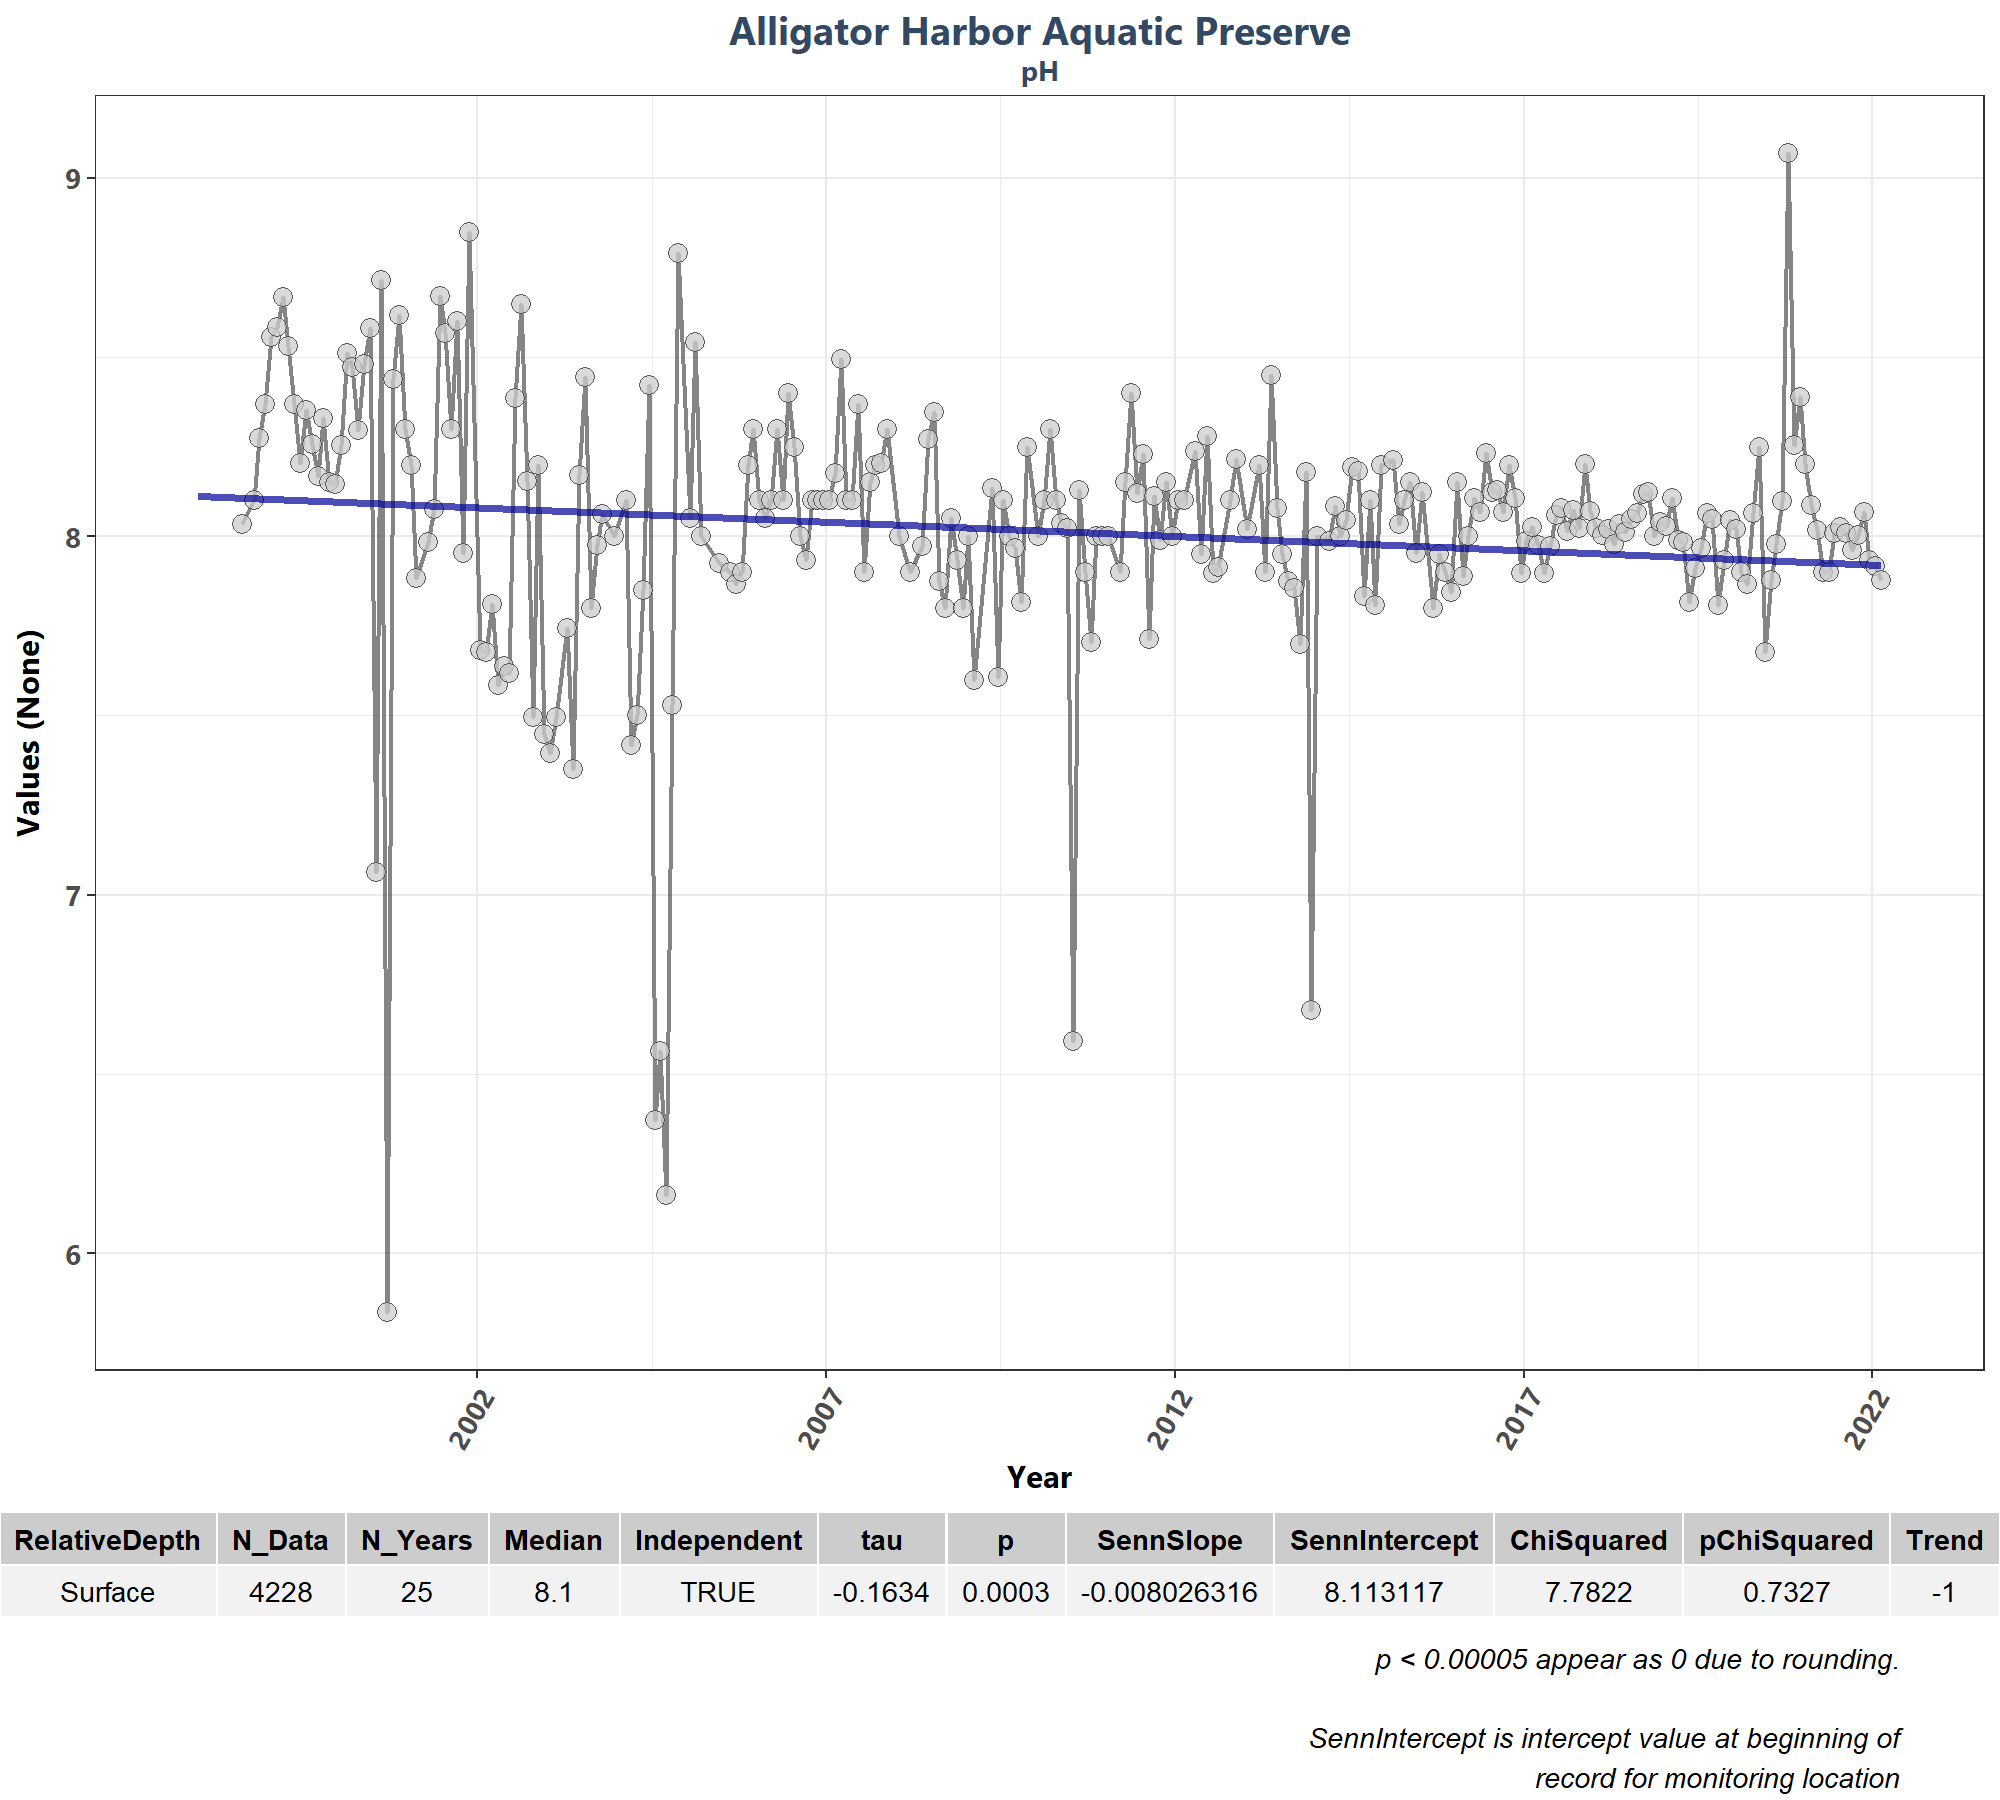 Alligator Harbor Aquatic Preserve
pH
9
8
7
6
Values (None)
2002 2007 2012 2017 2022
Year
RelativeDepth N_Data N_Years Median Independent tau p SennSlope SennIntercept ChiSquared pChiSquared Trend
Surface 4228 25 8.1 TRUE -0.1634 0.0003 -0.008026316 8.113117 7.7822 0.7327 -1
p < 0.00005 appear as 0 due to rounding.
SennIntercept is intercept value at beginning of
record for monitoring location